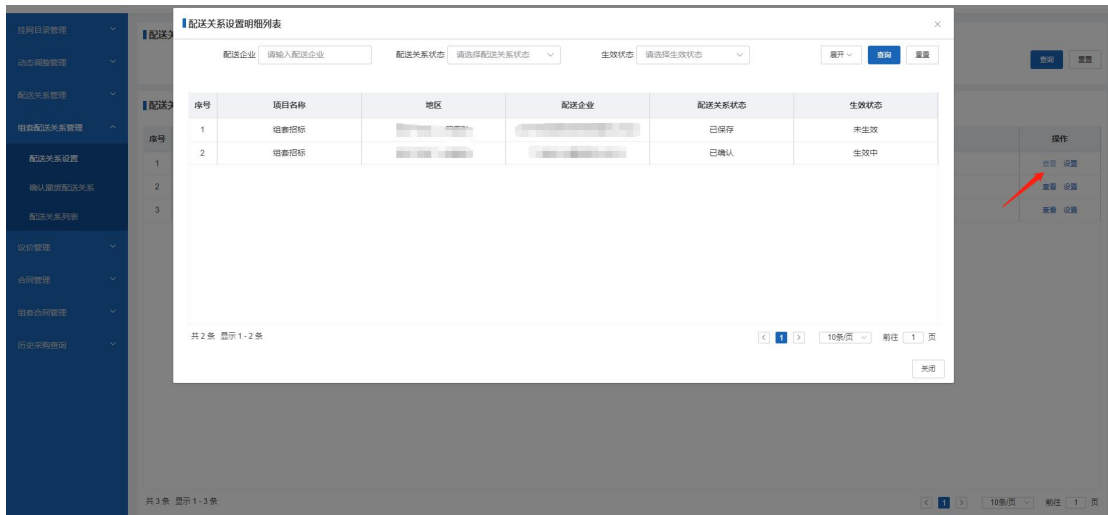 挂网目录管理
动态调整管理
配送关系管理
组套配送关系管理
配送关系设置
确认撤废配送关系
配送关系列表
议价管理
合同管理
组套合同管理
历史采购查询
配送关
查询 重置
配送关
序号 操作
1 查看 设置
2 查看 设置
3 查看 设置
共 3 条 显示 1 - 3 条
1 10条/页 前往 1 页
配送关系设置明细列表
配送企业 请输入配送企业 配送关系状态 请选择配送关系状态 生效状态 请选择生效状态 展开 查询 重置
序号 项目名称 地区 配送企业 配送关系状态 生效状态
1 组套招标 已保存 未生效
2 组套招标 已确认 生效中
共 2 条 显示 1 - 2 条 1 10条/页 前往 1 页
关闭